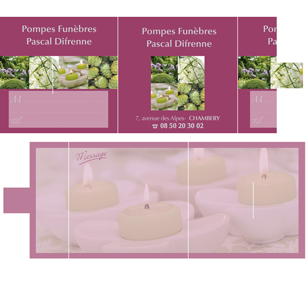 Pompes Funèbres
Pascal Difrenne
M
Pompes Funèbres
Pascal Difrenne
7, avenue des Alpes- CHAMBERY
☎ 08 50 20 30 02
Pom
Pa
M
Message